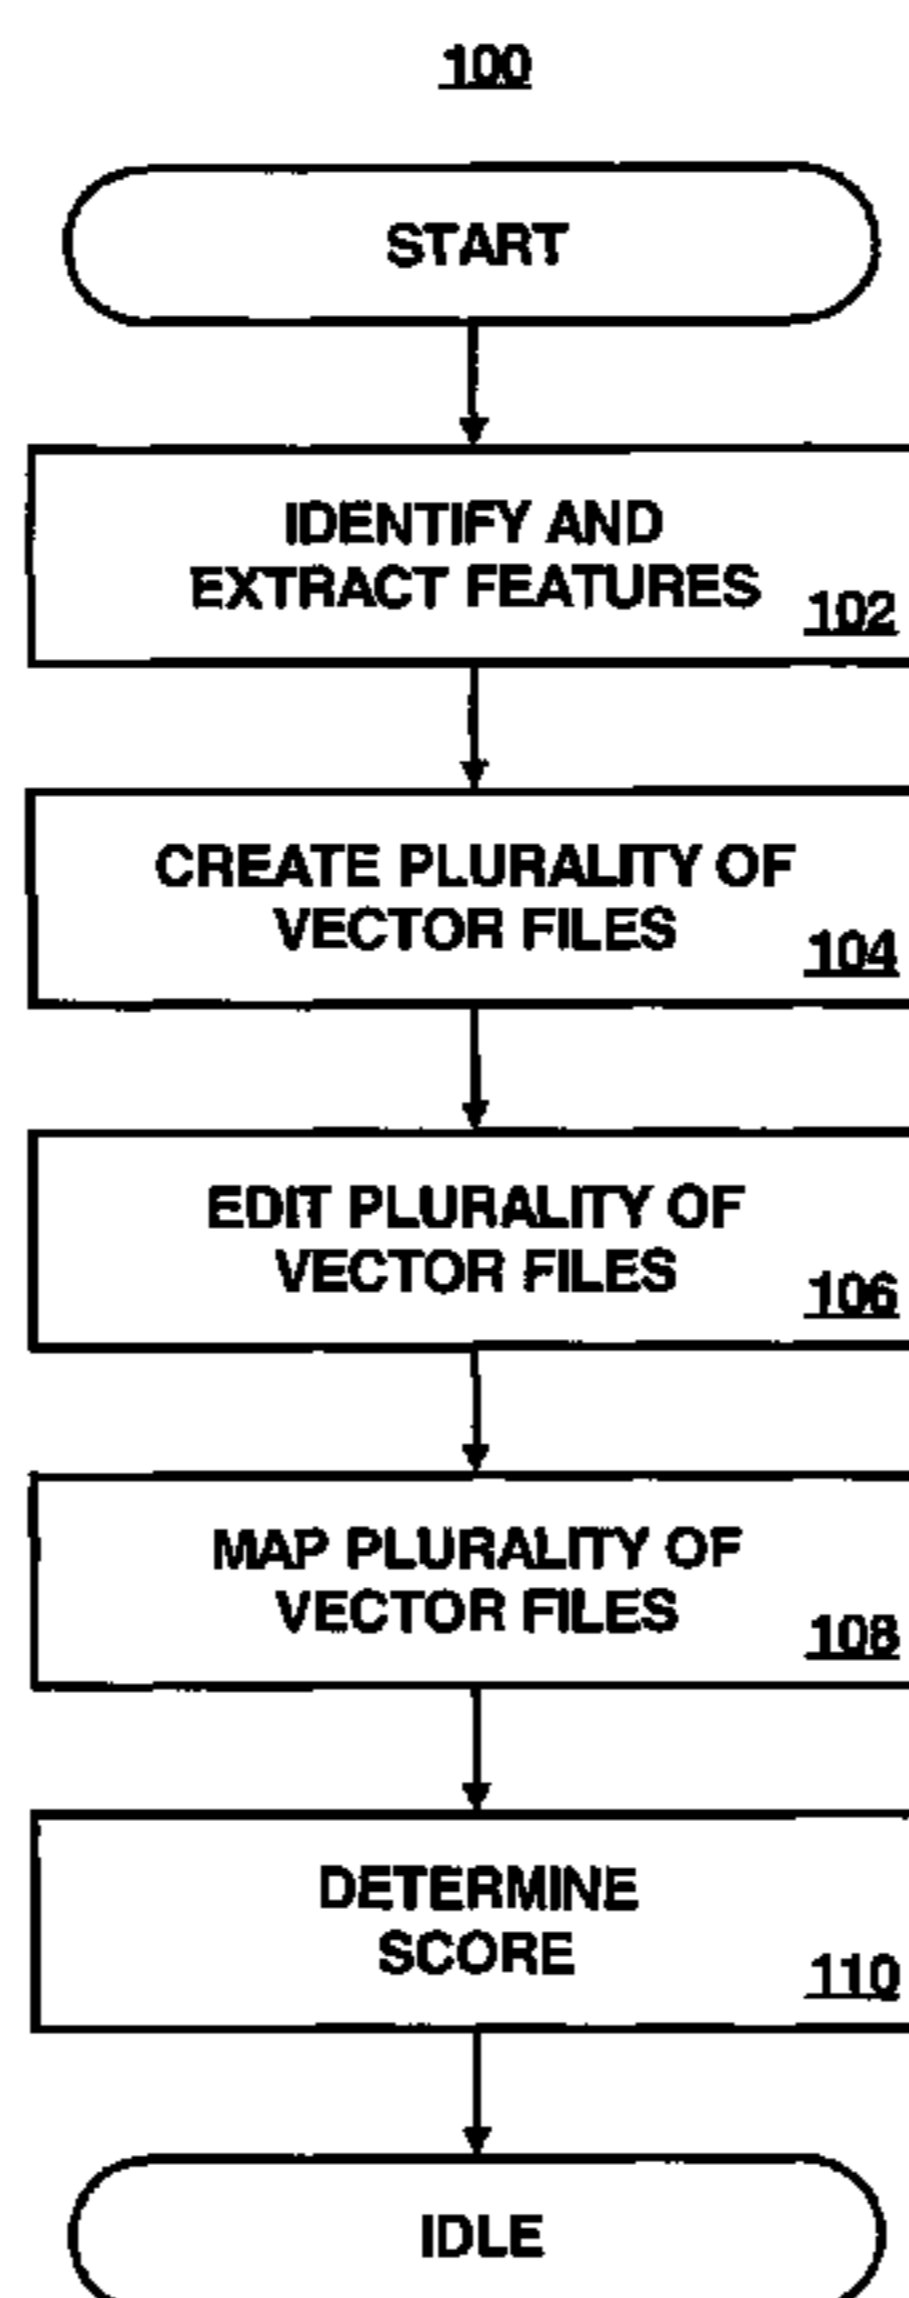 100
START
IDENTIFY AND
EXTRACT FEATURES
102
CREATE PLURALITY OF
VECTOR FILES
104
EDIT PLURALITY OF
VECTOR FILES
106
MAP PLURALITY OF
VECTOR FILES
108
DETERMINE
SCORE
110
IDLE